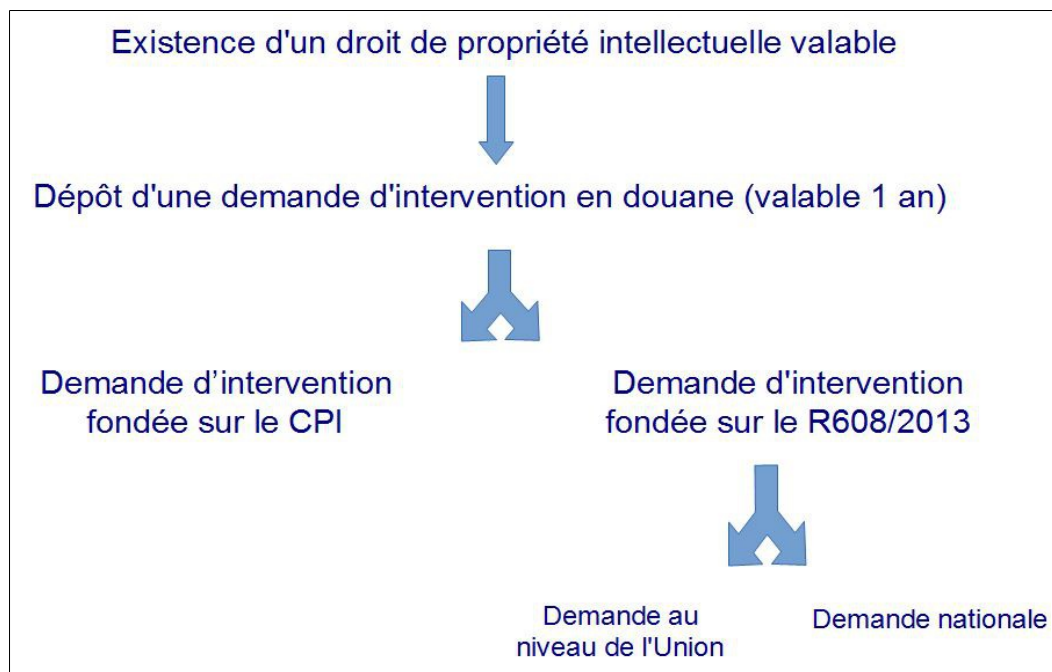 Existence d'un droit de propriété intellectuelle valable
Dépôt d'une demande d'intervention en douane (valable 1 an)
Demande d’intervention
fondée sur le CPI
Demande d'intervention
fondée sur le R608/2013
Demande au
niveau de l'Union
Demande nationale